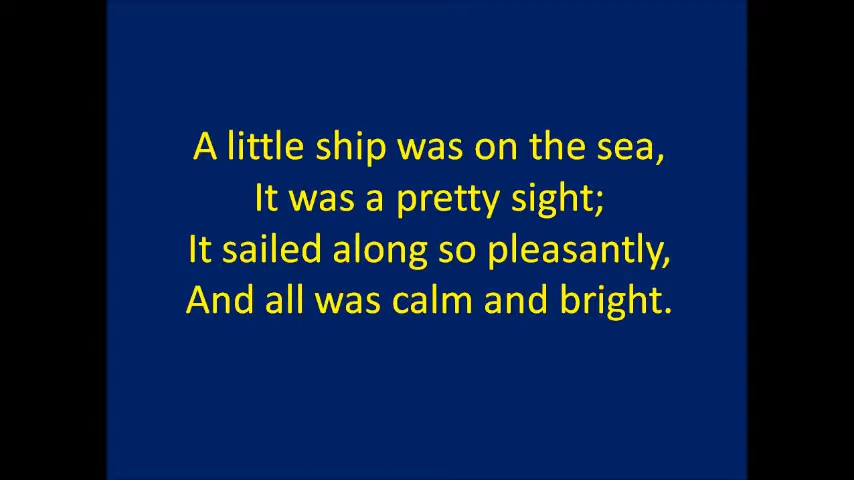 A little ship was on the sea,
It was a pretty sight;
It sailed along so pleasantly,
And all was calm and bright.